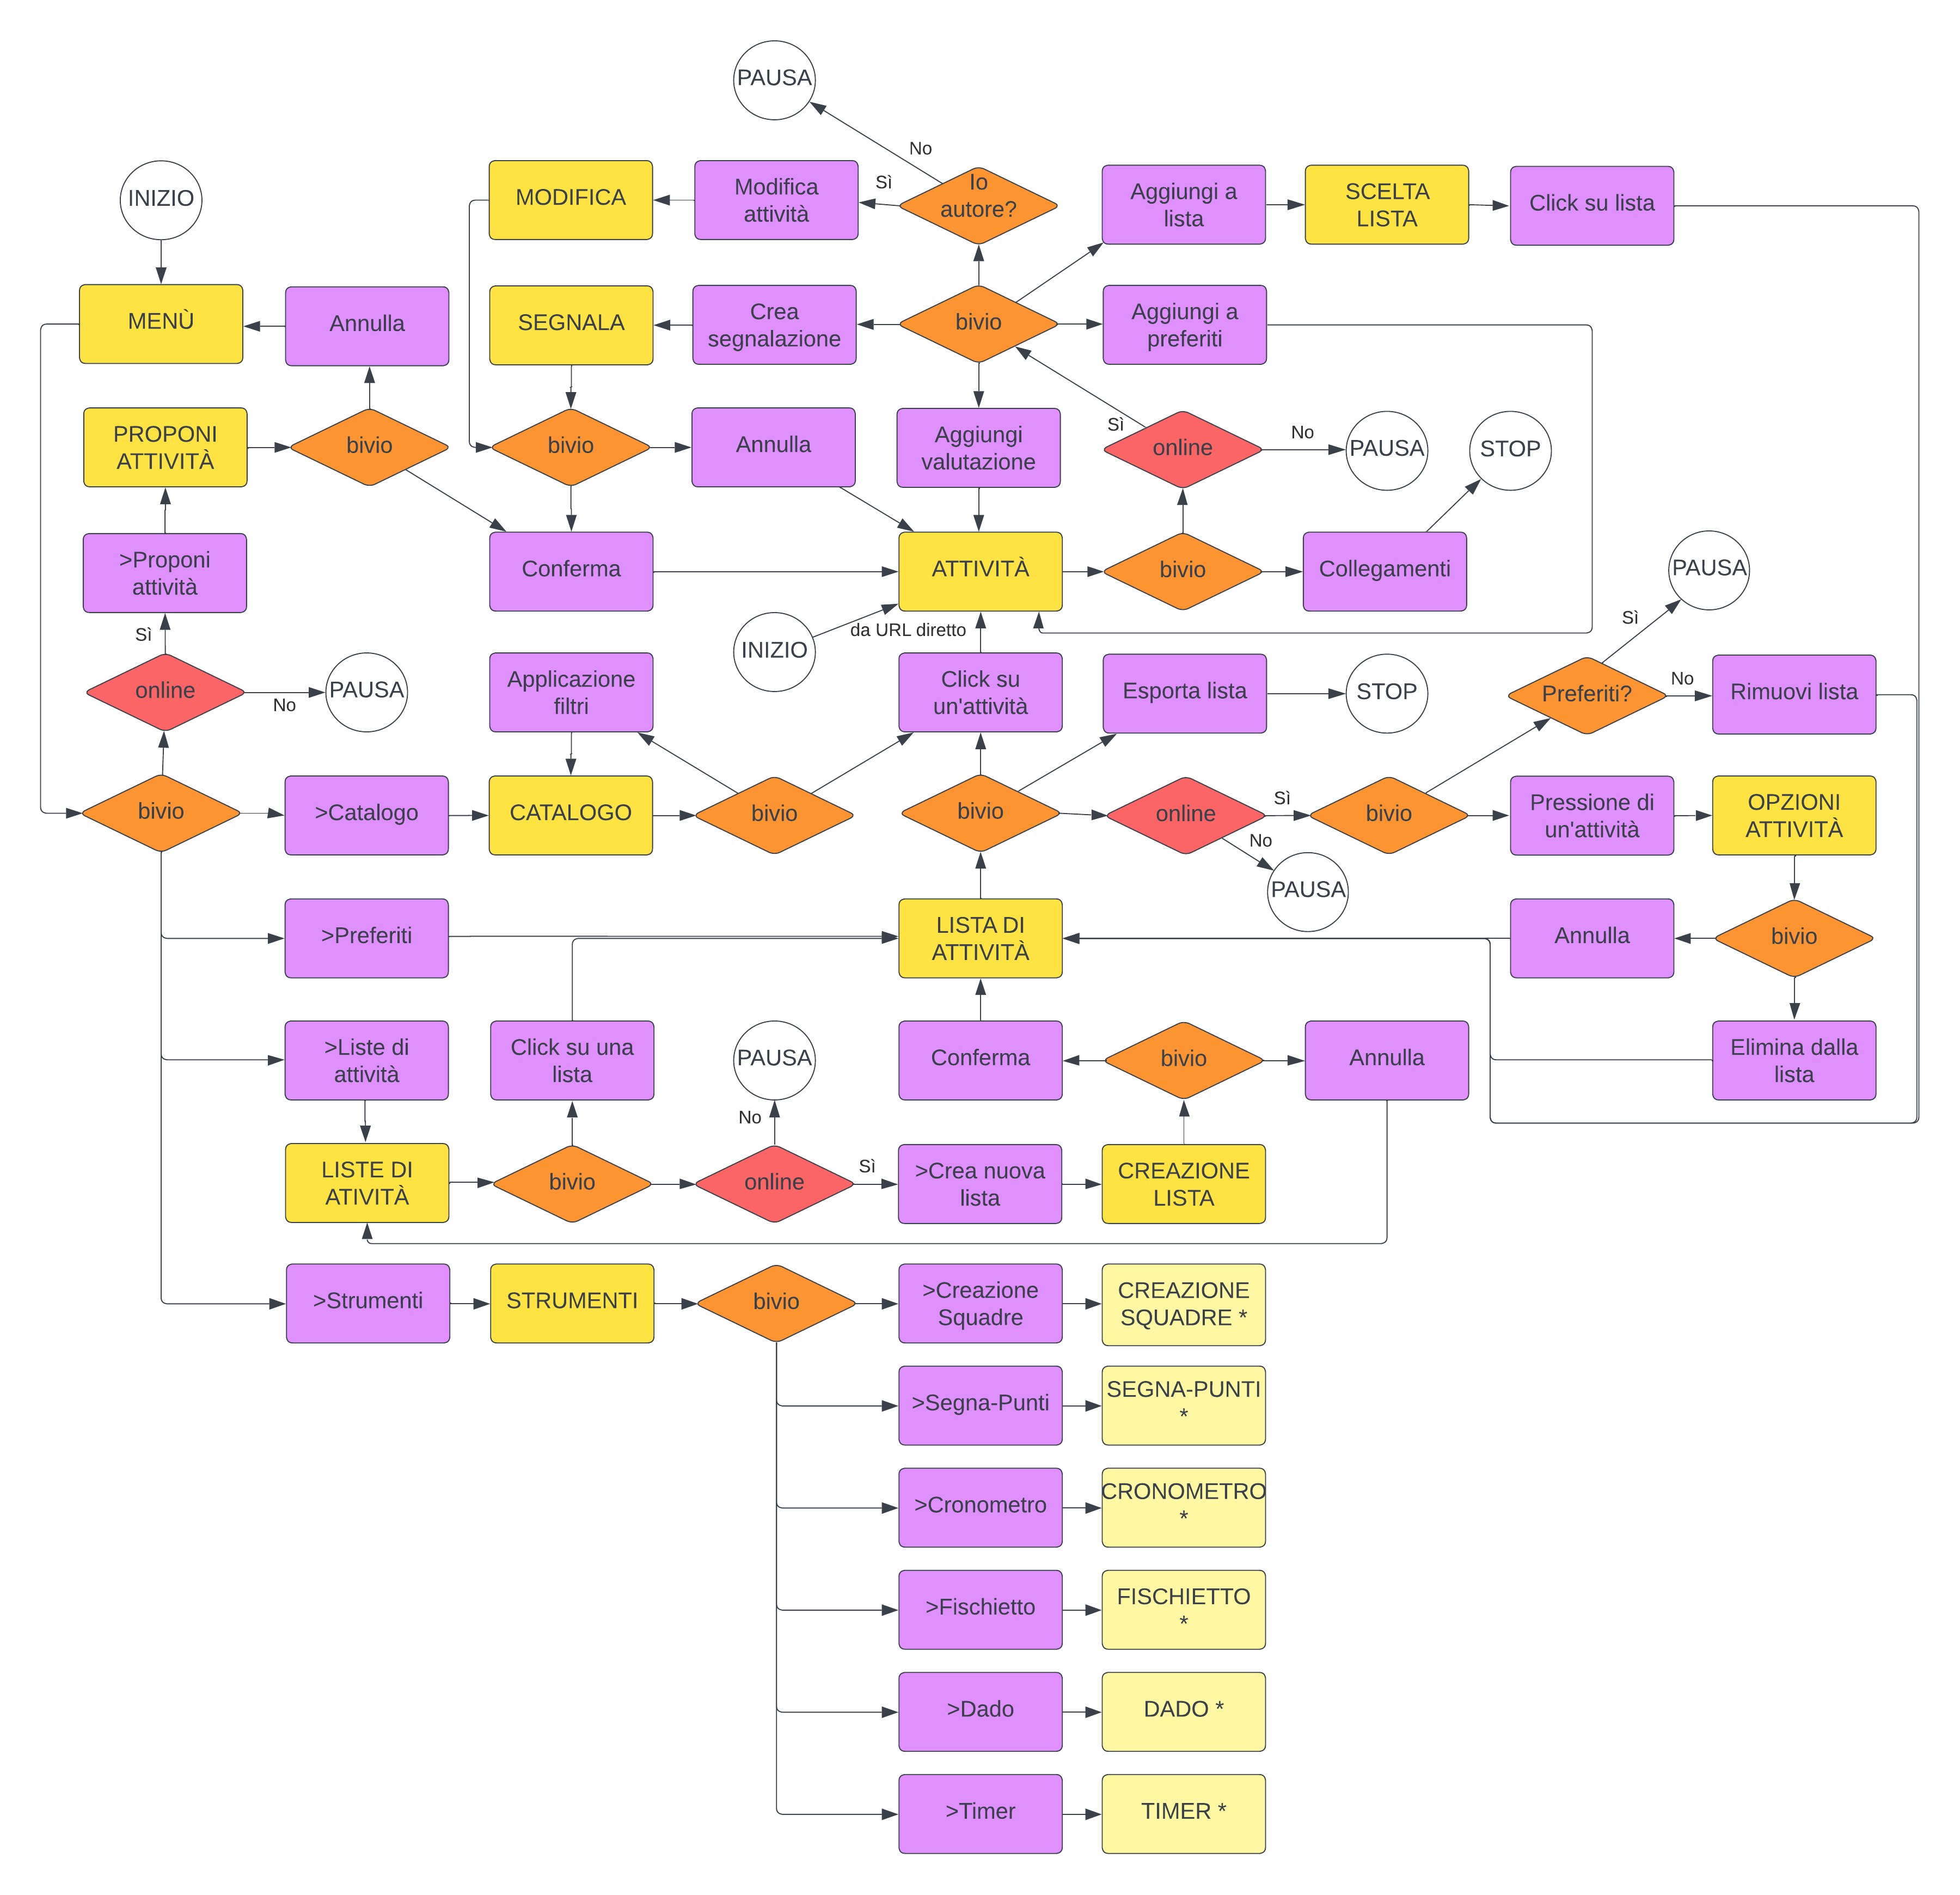 PAUSA
No
INIZIO
MODIFICA
Modifica
attività
Sì
Io
autore?
Aggiungi a
lista
SCELTA
LISTA
Click su lista
MENÙ
Annulla
SEGNALA
Crea
segnalazione
bivio
Aggiungi a
preferiti
PROPONI
ATTIVITÀ
bivio
bivio
Annulla
Aggiungi
valutazione
Sì
online
No
PAUSA
STOP
>Proponi
attività
Conferma
ATTIVITÀ
bivio
Collegamenti
PAUSA
Sì
INIZIO
da URL diretto
Sì
online
No
PAUSA
Applicazione
filtri
Click su
un'attività
Esporta lista
STOP
Preferiti?
No
Rimuovi lista
bivio
>Catalogo
CATALOGO
bivio
bivio
online
Sì
No
PAUSA
bivio
Pressione di
un'attività
OPZIONI
ATTIVITÀ
>Preferiti
LISTA DI
ATTIVITÀ
Annulla
bivio
>Liste di
attività
Click su una
lista
PAUSA
No
Conferma
bivio
Annulla
Elimina dalla
lista
LISTE DI
ATIVITÀ
bivio
online
Sì
>Crea nuova
lista
CREAZIONE
LISTA
>Strumenti
STRUMENTI
bivio
>Creazione
Squadre
CREAZIONE
SQUADRE *
>Segna-Punti
SEGNA-PUNTI
*
>Cronometro
CRONOMETRO
*
>Fischietto
FISCHIETTO
*
>Dado
DADO *
>Timer
TIMER *